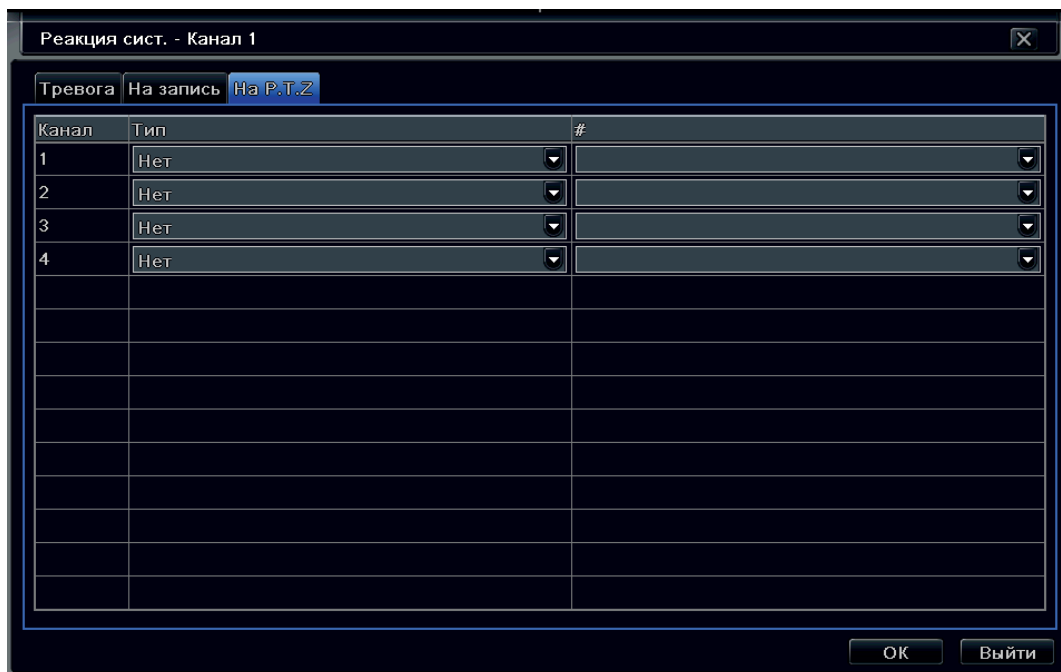 Реакция сист. - Канал 1
Тревога На запись На P.T.Z
Канал Тип #
1 Нет
2 Нет
3 Нет
4 Нет
ОК Выйти